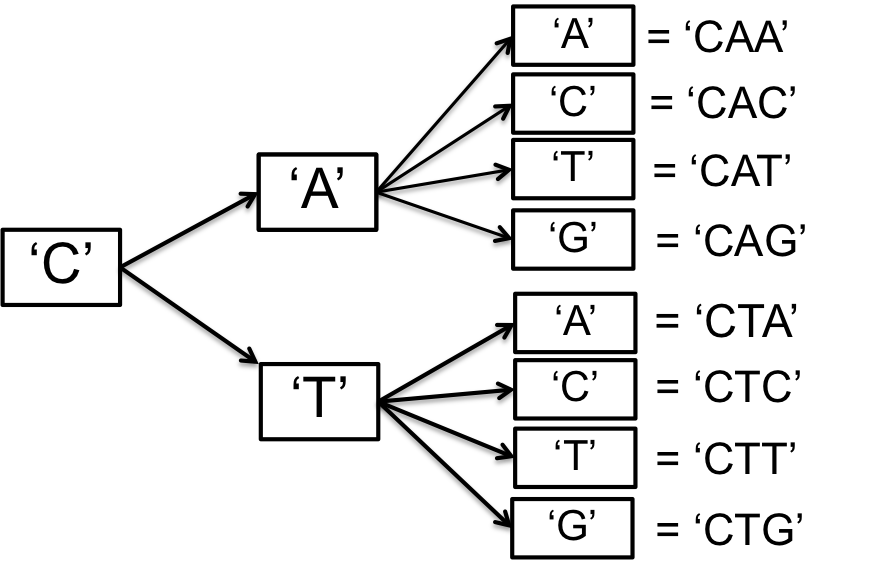 ‘C’
‘A’
‘T’
‘A’ = ‘CAA’
‘C’ = ‘CAC’
‘T’ = ‘CAT’
‘G’ = ‘CAG’
‘A’ = ‘CTA’
‘C’ = ‘CTC’
‘T’ = ‘CTT’
‘G’ = ‘CTG’